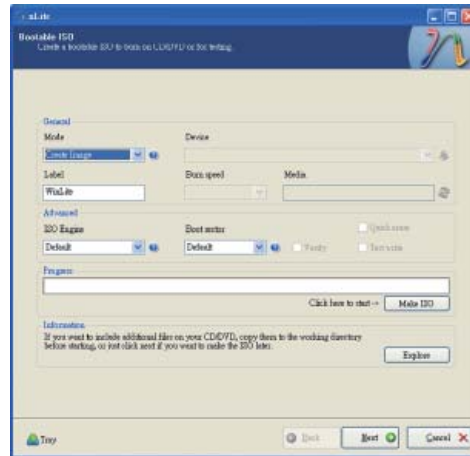 nLite
Bootable ISO
Create a bootable ISO to burn on CD/DVD or for testing.
General
Mode
Device
Create Image
Label
Burn speed
Media
WinLite
Advanced
ISO Engine
Boot sector
Quick erase
Default
Default
Verify
Test write
Progress
Click here to start->
Make ISO
Information
If you want to include additional files on your CD/DVD, copy them to the working directory
before starting, or just click next if you want to make the ISO later.
Explore
Tray
Back
Next
Cancel